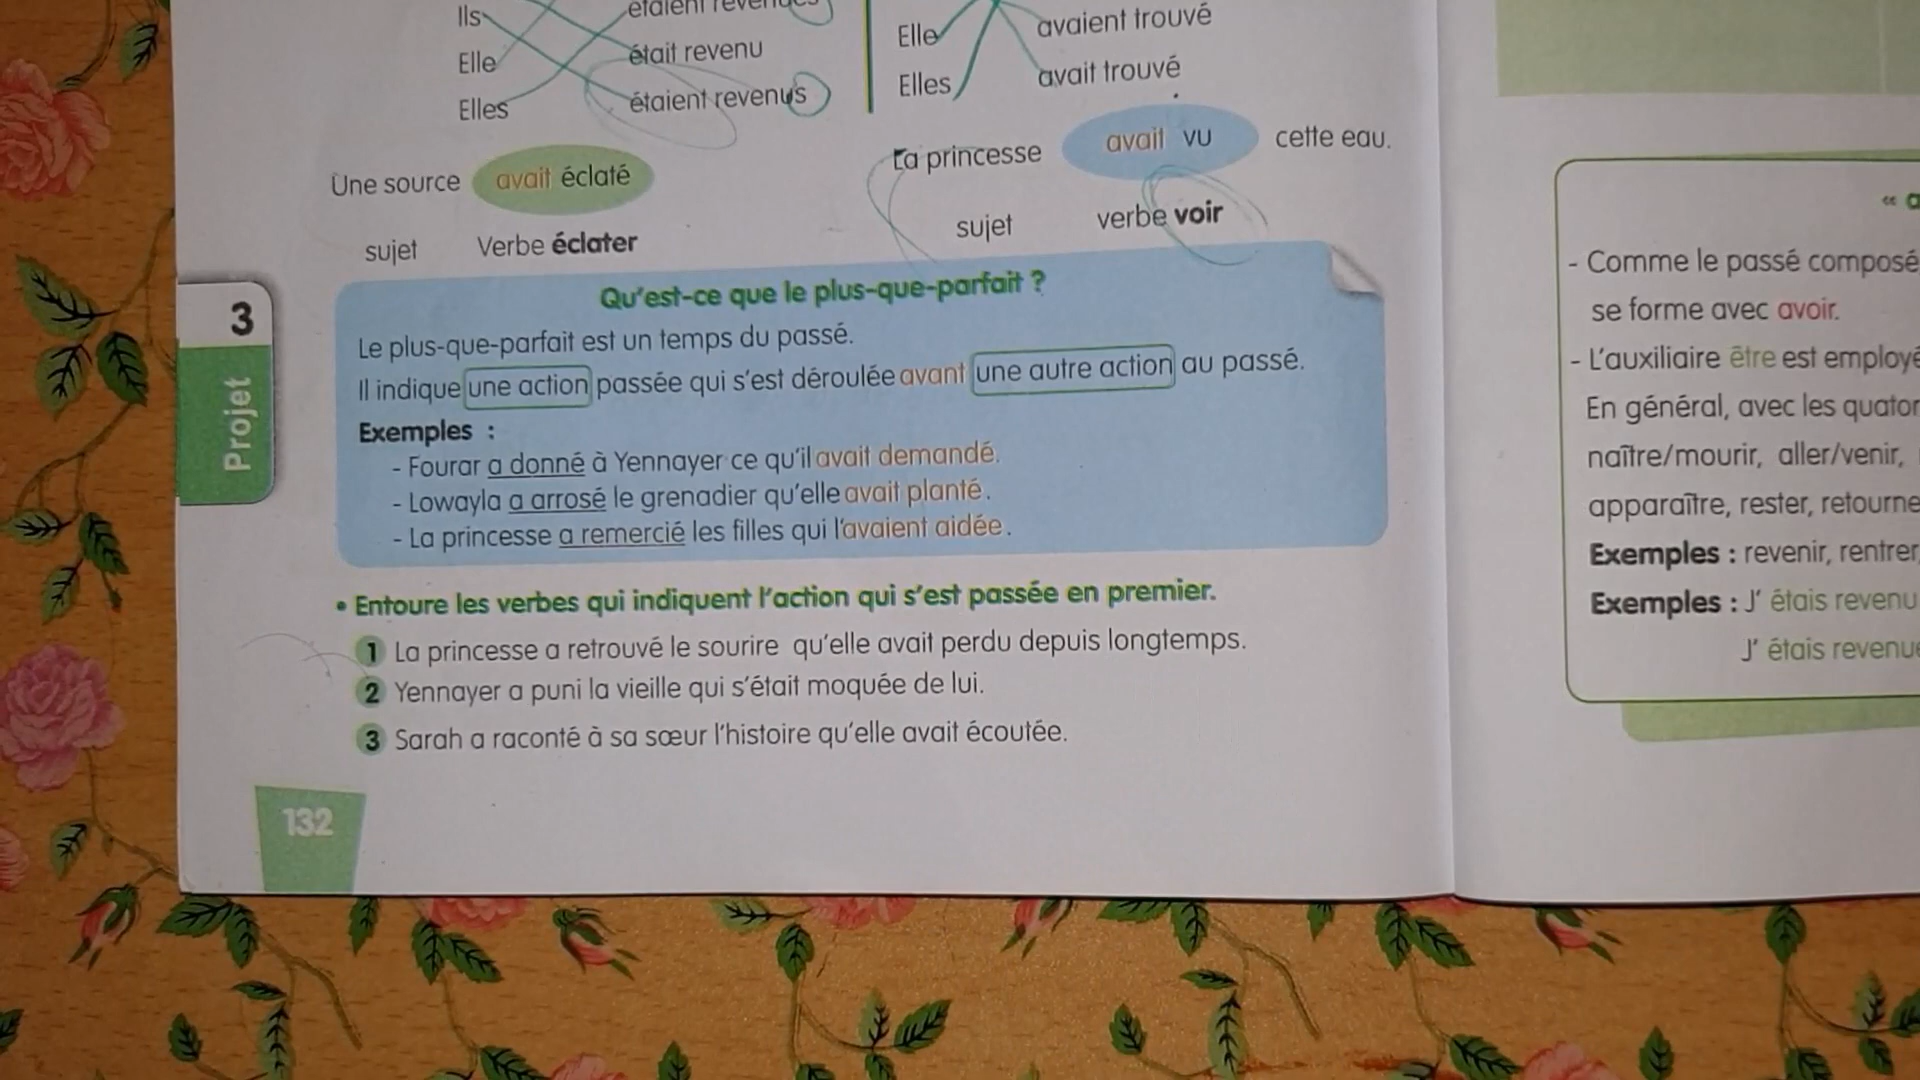 Ils
étaient revenues
Elle
était revenu
Elles
étaient revenus
Elle
avaient trouvé
Elles
avait trouvé
Une source avait éclaté
sujet Verbe éclater
La princesse avait vu cette eau.
sujet verbe voir
3
Projet
Qu'est-ce que le plus-que-parfait ?
Le plus-que-parfait est un temps du passé.
Il indique une action passée qui s'est déroulée avant une autre action au passé.
Exemples :
- Fourar a donné à Yennayer ce qu'il avait demandé.
- Lowayla a arrosé le grenadier qu'elle avait planté.
- La princesse a remercié les filles qui l'avaient aidée.
• Entoure les verbes qui indiquent l'action qui s'est passée en premier.
1 La princesse a retrouvé le sourire qu'elle avait perdu depuis longtemps.
2 Yennayer a puni la vieille qui s'était moquée de lui.
3 Sarah a raconté à sa sœur l'histoire qu'elle avait écoutée.
132
« a
- Comme le passé composé
se forme avec avoir.
- L'auxiliaire être est employé
En général, avec les quator
naître/mourir, aller/venir,
apparaître, rester, retourne
Exemples : revenir, rentrer,
Exemples : J' étais revenu
J' étais revenue